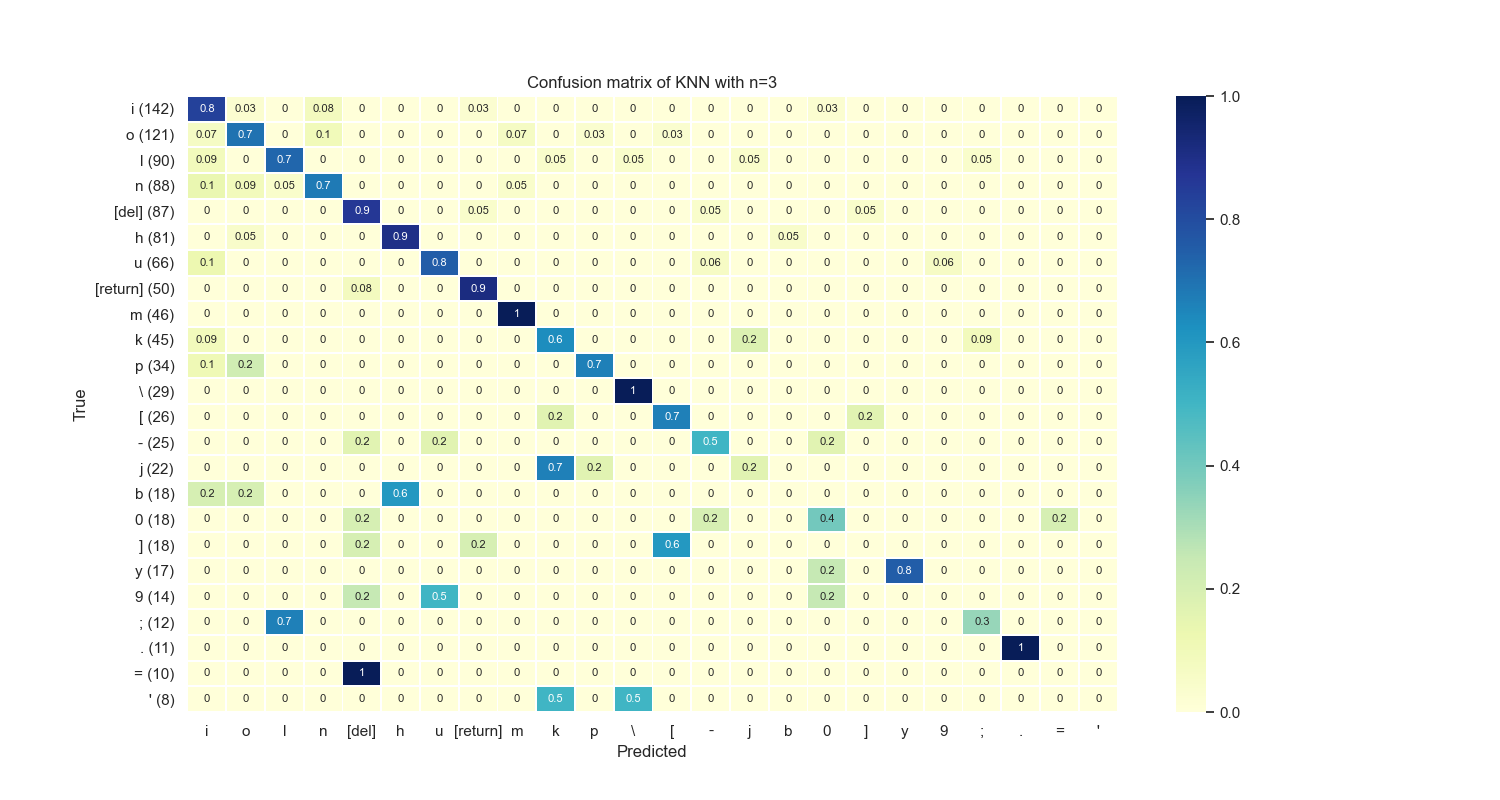 Confusion matrix of KNN with n=3
i (142) 0.8 0.03 0 0.08 0 0 0 0.03 0 0 0 0 0 0 0 0 0.03 0 0 0 0 0 0 0
o (121) 0.07 0.7 0 0.1 0 0 0 0 0.07 0 0.03 0 0.03 0 0 0 0 0 0 0 0 0 0 0
l (90) 0.09 0 0.7 0 0 0 0 0 0 0.05 0 0.05 0 0 0.05 0 0 0 0 0 0.05 0 0 0
n (88) 0.1 0.09 0.05 0.7 0 0 0 0 0.05 0 0 0 0 0 0 0 0 0 0 0 0 0 0 0
[del] (87) 0 0 0 0 0.9 0 0 0.05 0 0 0 0 0 0.05 0 0 0 0.05 0 0 0 0 0 0
h (81) 0 0.05 0 0 0 0.9 0 0 0 0 0 0 0 0 0 0.05 0 0 0 0 0 0 0 0
u (66) 0.1 0 0 0 0 0 0.8 0 0 0 0 0 0 0.06 0 0 0 0 0 0.06 0 0 0 0
[return] (50) 0 0 0 0 0.08 0 0 0.9 0 0 0 0 0 0 0 0 0 0 0 0 0 0 0 0
m (46) 0 0 0 0 0 0 0 0 1 0 0 0 0 0 0 0 0 0 0 0 0 0 0 0
k (45) 0.09 0 0 0 0 0 0 0 0 0.6 0 0 0 0 0.2 0 0 0 0 0 0.09 0 0 0
p (34) 0.1 0.2 0 0 0 0 0 0 0 0 0.7 0 0 0 0 0 0 0 0 0 0 0 0 0
\ (29) 0 0 0 0 0 0 0 0 0 0 0 1 0 0 0 0 0 0 0 0 0 0 0 0
[ (26) 0 0 0 0 0 0 0 0 0 0.2 0 0 0.7 0 0 0 0 0.2 0 0 0 0 0 0
- (25) 0 0 0 0 0.2 0 0.2 0 0 0 0 0 0 0.5 0 0 0.2 0 0 0 0 0 0 0
j (22) 0 0 0 0 0 0 0 0 0 0.7 0.2 0 0 0 0.2 0 0 0 0 0 0 0 0 0
b (18) 0.2 0.2 0 0 0 0.6 0 0 0 0 0 0 0 0 0 0 0 0 0 0 0 0 0 0
0 (18) 0 0 0 0 0.2 0 0 0 0 0 0 0 0 0.2 0 0 0.4 0 0 0 0 0 0.2 0
] (18) 0 0 0 0 0.2 0 0 0.2 0 0 0 0 0.6 0 0 0 0 0 0 0 0 0 0 0
y (17) 0 0 0 0 0 0 0 0 0 0 0 0 0 0 0 0 0.2 0 0.8 0 0 0 0 0
9 (14) 0 0 0 0 0.2 0 0.5 0 0 0 0 0 0 0 0 0 0.2 0 0 0 0 0 0 0
; (12) 0 0 0.7 0 0 0 0 0 0 0 0 0 0 0 0 0 0 0 0 0 0.3 0 0 0
. (11) 0 0 0 0 0 0 0 0 0 0 0 0 0 0 0 0 0 0 0 0 0 1 0 0
= (10) 0 0 0 0 1 0 0 0 0 0 0 0 0 0 0 0 0 0 0 0 0 0 0 0
' (8) 0 0 0 0 0 0 0 0 0 0.5 0 0.5 0 0 0 0 0 0 0 0 0 0 0 0
i o l n [del] h u [return] m k p \ [ - j b 0 ] y 9 ; . = '
Predicted
True
1.0
0.8
0.6
0.4
0.2
0.0